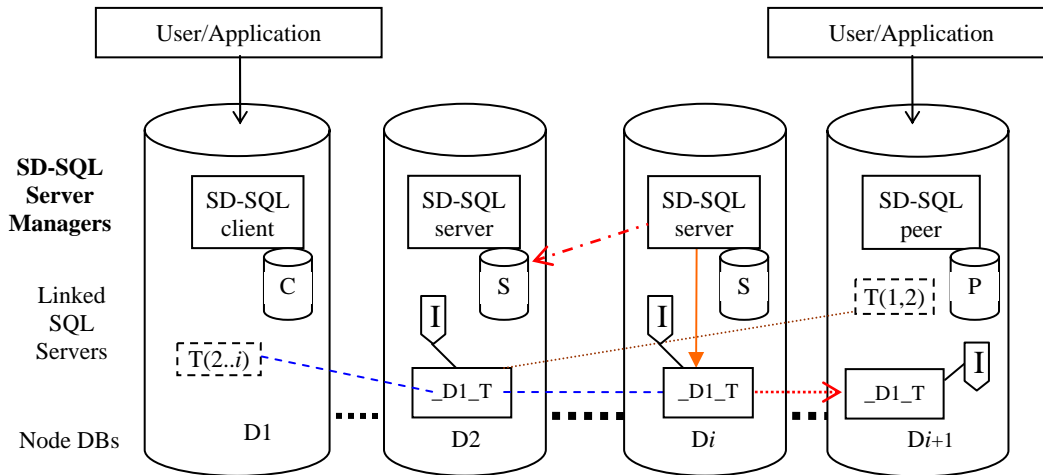 User/Application
User/Application
SD-SQL
Server
Managers
SD-SQL
client
SD-SQL
server
SD-SQL
server
SD-SQL
peer
C
S
S
P
Linked
SQL
Servers
I
I
T(1,2)
T(2..i)
I
_D1_T
_D1_T
_D1_T
Node DBs
D1
D2
Di
Di+1